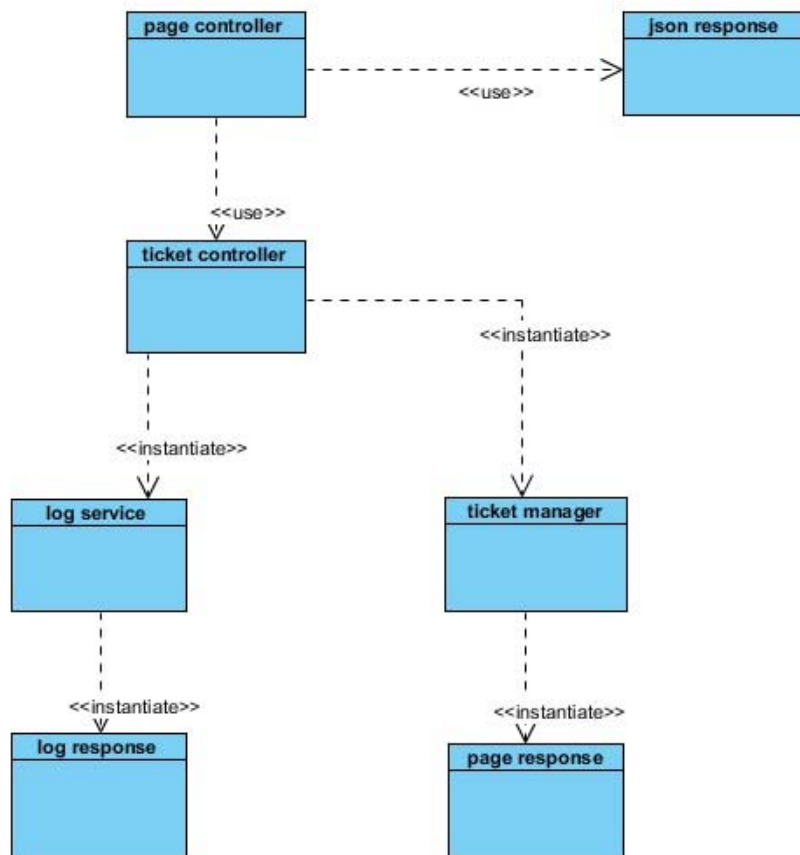 page controller
json response
<<use>>
<<use>>
ticket controller
<<instantiate>>
<<instantiate>>
log service
ticket manager
<<instantiate>>
<<instantiate>>
log response
page response